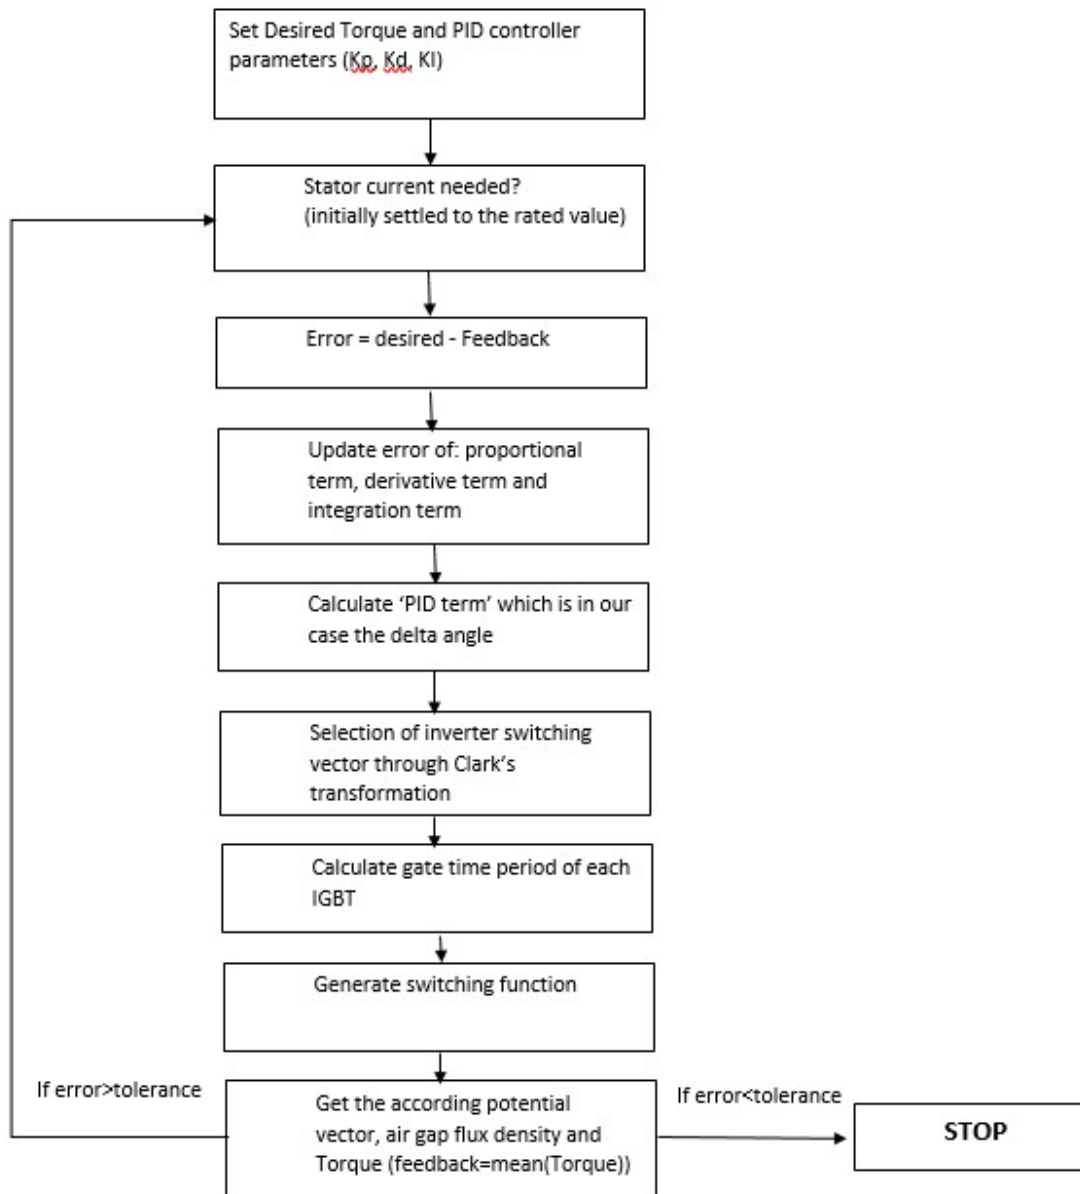 Set Desired Torque and PID controller
parameters (Kp, Kd, KI)
Stator current needed?
(initially settled to the rated value)
Error = desired - Feedback
Update error of: proportional
term, derivative term and
integration term
Calculate ‘PID term’ which is in our
case the delta angle
Selection of inverter switching
vector through Clark’s
transformation
Calculate gate time period of each
IGBT
Generate switching function
If error>tolerance
Get the according potential
vector, air gap flux density and
Torque (feedback=mean(Torque))
If error<tolerance
STOP